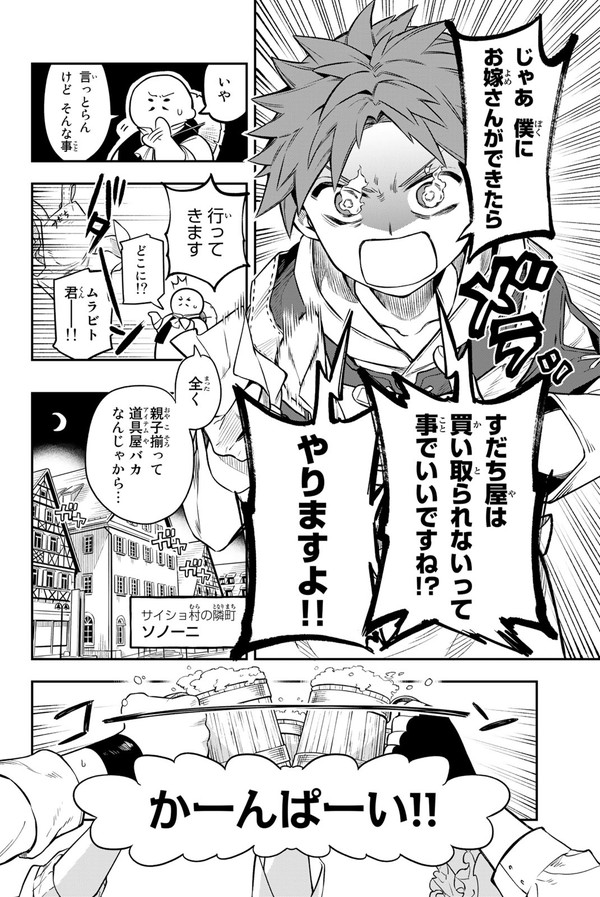 じゃあ 僕に
お嫁さんができたら
すだち屋は
買い取られないって
事でいいですね!?
やりますよ!!
いや
言っとらん
けど そんな事
行って
きます
どこに!?
ムラビト
君ーー!!
全く
親子揃って
道具屋バカ
なんじゃから…
サイショ村の隣町
ソノーニ
かーんぱーい!!